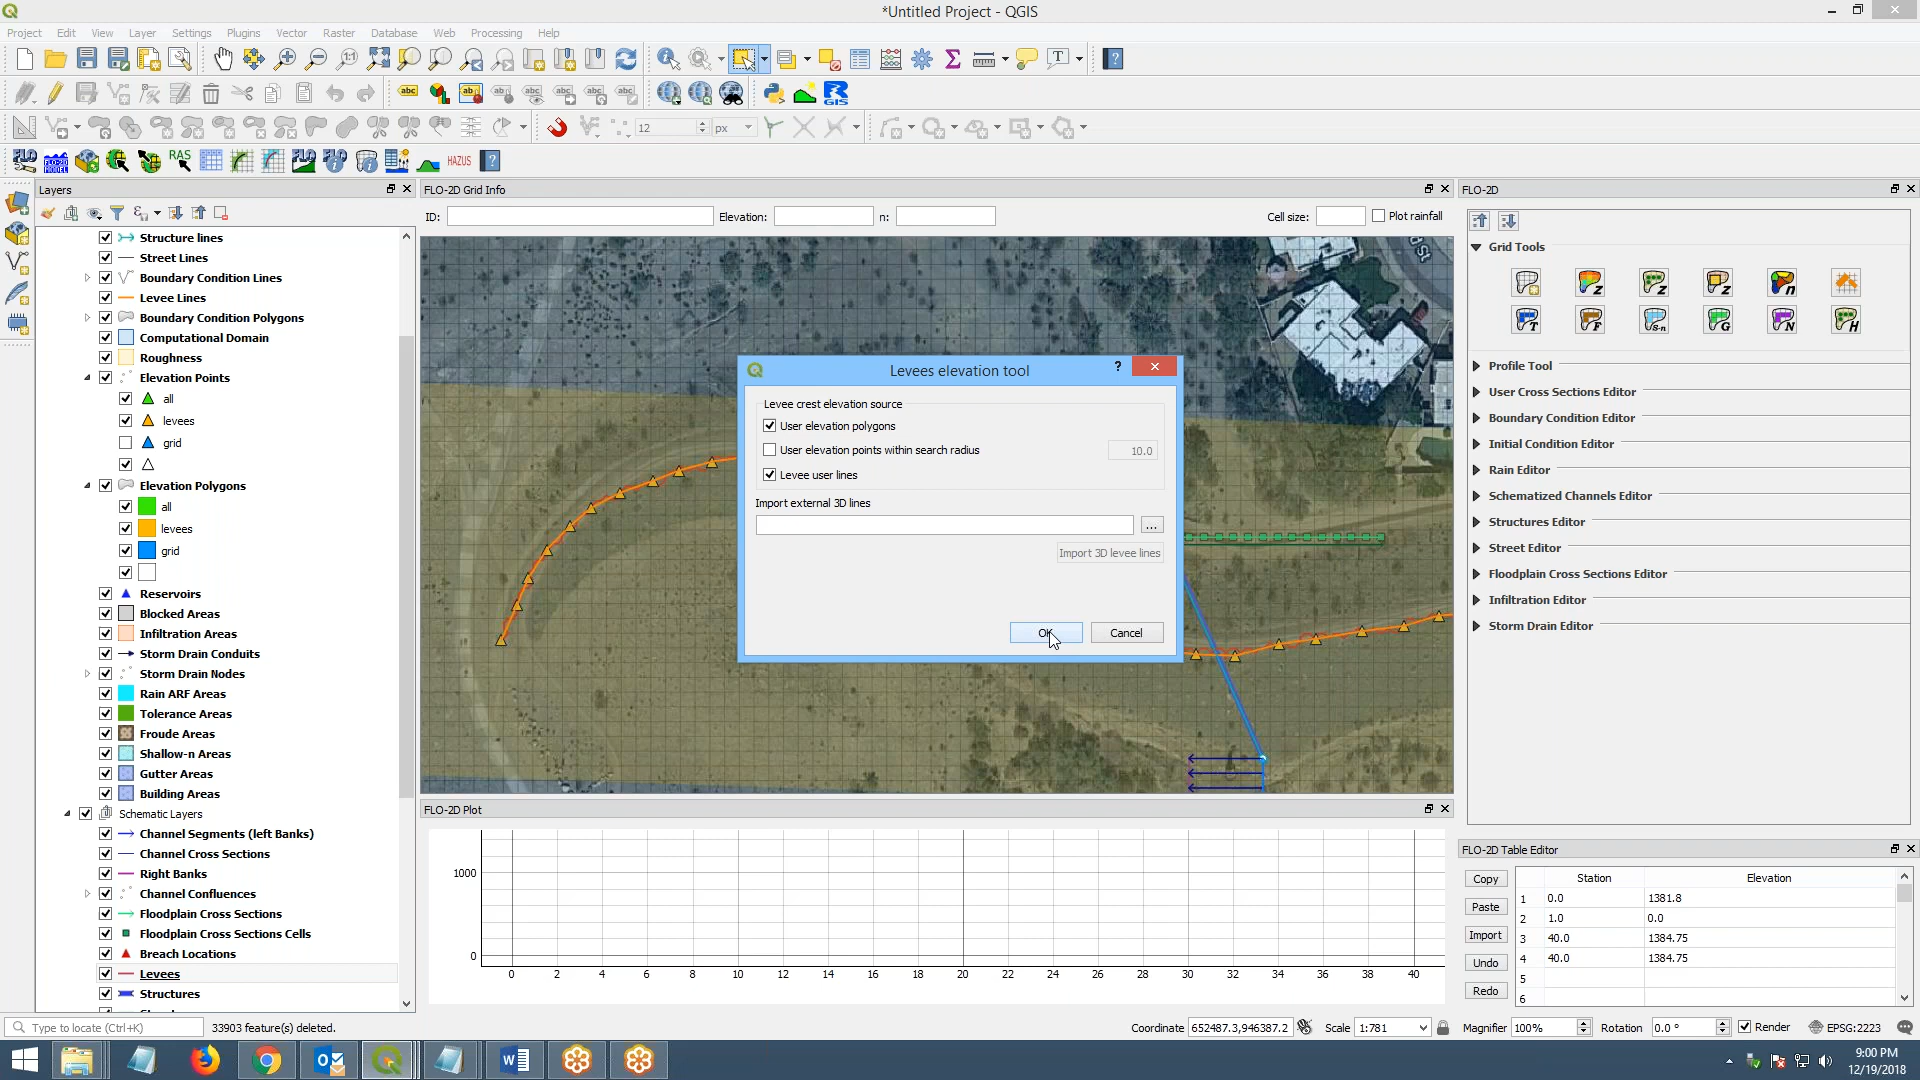 *Untitled Project - QGIS
Project Edit View Layer Settings Plugins Vector Raster Database Web Processing Help
12 px
FLO-2D MODEL RAS HAZUS
Layers
Structure lines
Street Lines
Boundary Condition Lines
Levee Lines
Boundary Condition Polygons
Computational Domain
Roughness
Elevation Points
all
levees
grid
Elevation Polygons
all
levees
grid
Reservoirs
Blocked Areas
Infiltration Areas
Storm Drain Conduits
Storm Drain Nodes
Rain ARF Areas
Tolerance Areas
Froude Areas
Shallow-n Areas
Gutter Areas
Building Areas
Schematic Layers
Channel Segments (left Banks)
Channel Cross Sections
Right Banks
Channel Confluences
Floodplain Cross Sections
Floodplain Cross Sections Cells
Breach Locations
Levees
Structures
FLO-2D Grid Info
ID: Elevation: n: Cell size: Plot rainfall
Levees elevation tool
?
Levee crest elevation source
User elevation polygons
User elevation points within search radius 10.0
Levee user lines
Import external 3D lines
...
Import 3D levee lines
OK Cancel
FLO-2D Plot
1000
0
0 2 4 6 8 10 12 14 16 18 20 22 24 26 28 30 32 34 36 38 40
FLO-2D
Grid Tools
Profile Tool
User Cross Sections Editor
Boundary Condition Editor
Initial Condition Editor
Rain Editor
Schematized Channels Editor
Structures Editor
Street Editor
Floodplain Cross Sections Editor
Infiltration Editor
Storm Drain Editor
FLO-2D Table Editor
Copy
Paste
Import
Undo
Redo
Station Elevation
1 0.0 1381.8
2 1.0 0.0
3 40.0 1384.75
4 40.0 1384.75
5
6
Type to locate (Ctrl+K) 33903 feature(s) deleted. Coordinate 652487.3,946387.2 Scale 1:781 Magnifier 100% Rotation 0.0 ° Render EPSG:2223
9:00 PM
12/19/2018